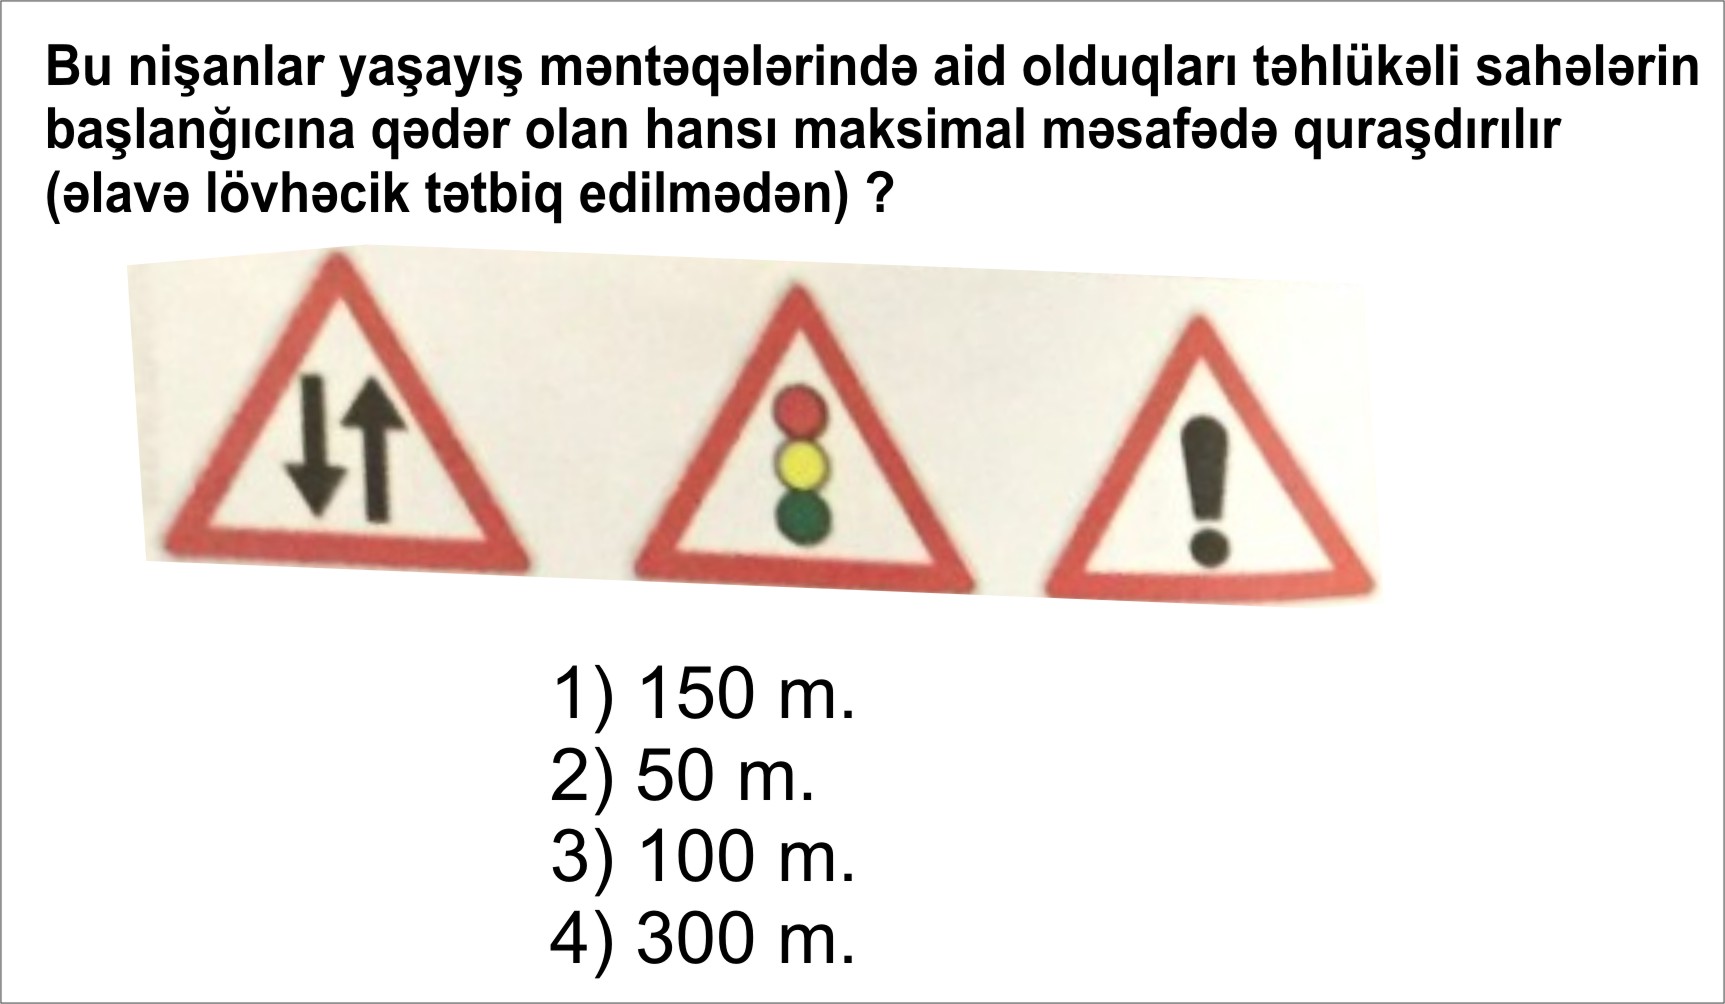 Bu nişanlar yaşayış məntəqələrində aid olduqları təhlükəli sahələrin
başlanğıcına qədər olan hansı maksimal məsafədə quraşdırılır
(əlavə lövhəcik tətbiq edilmədən) ?
1) 150 m.
2) 50 m.
3) 100 m.
4) 300 m.